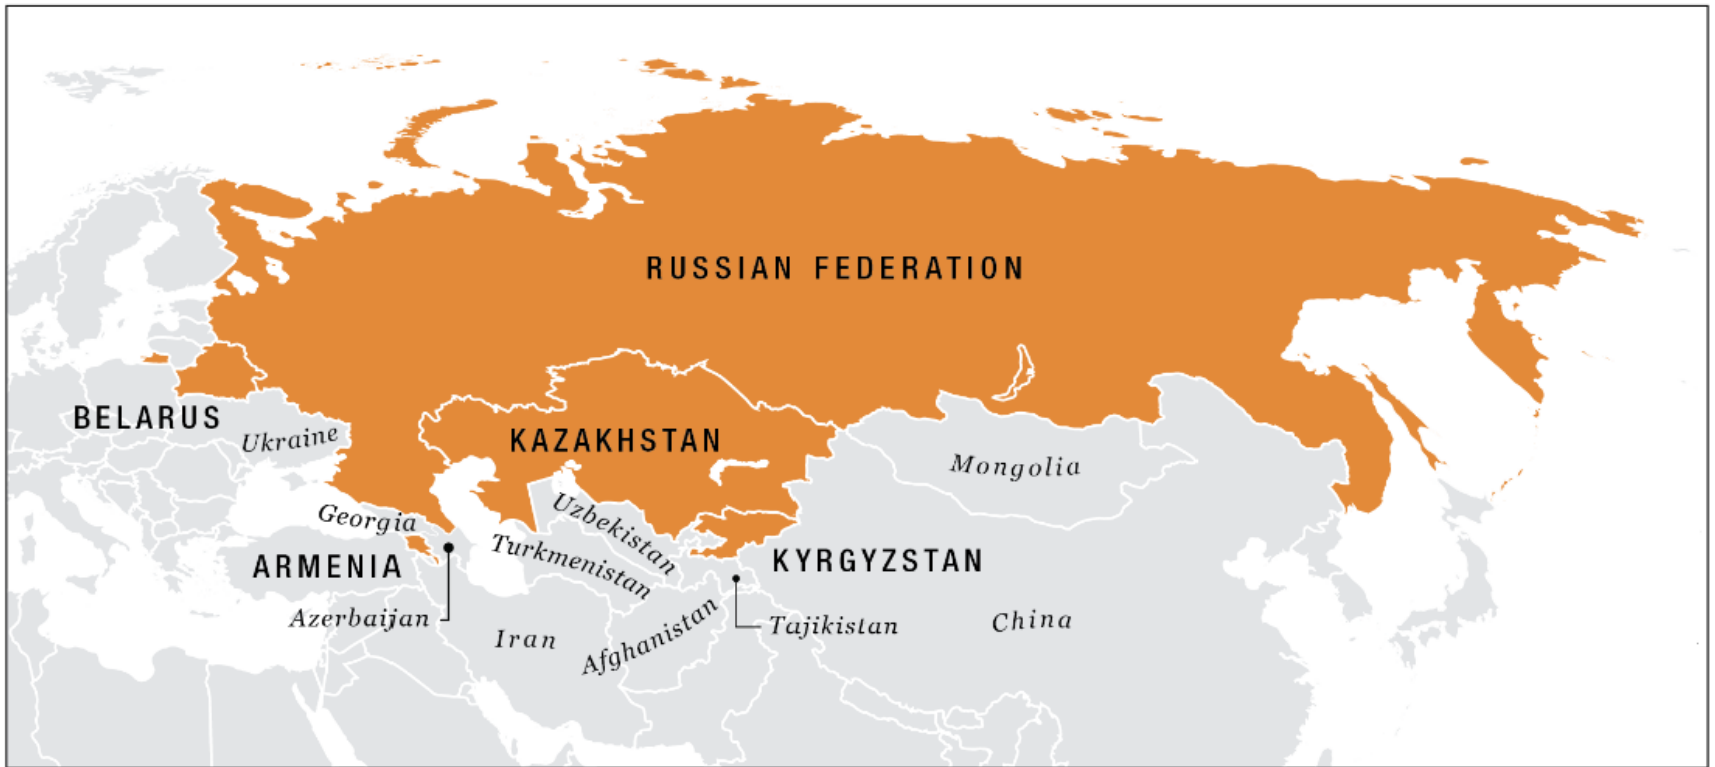 RUSSIAN FEDERATION
BELARUS
Ukraine
KAZAKHSTAN
Mongolia
Georgia
Uzbekistan
Turkmenistan
ARMENIA
KYRGYZSTAN
Azerbaijan
Iran
Afghanistan
Tajikistan
China